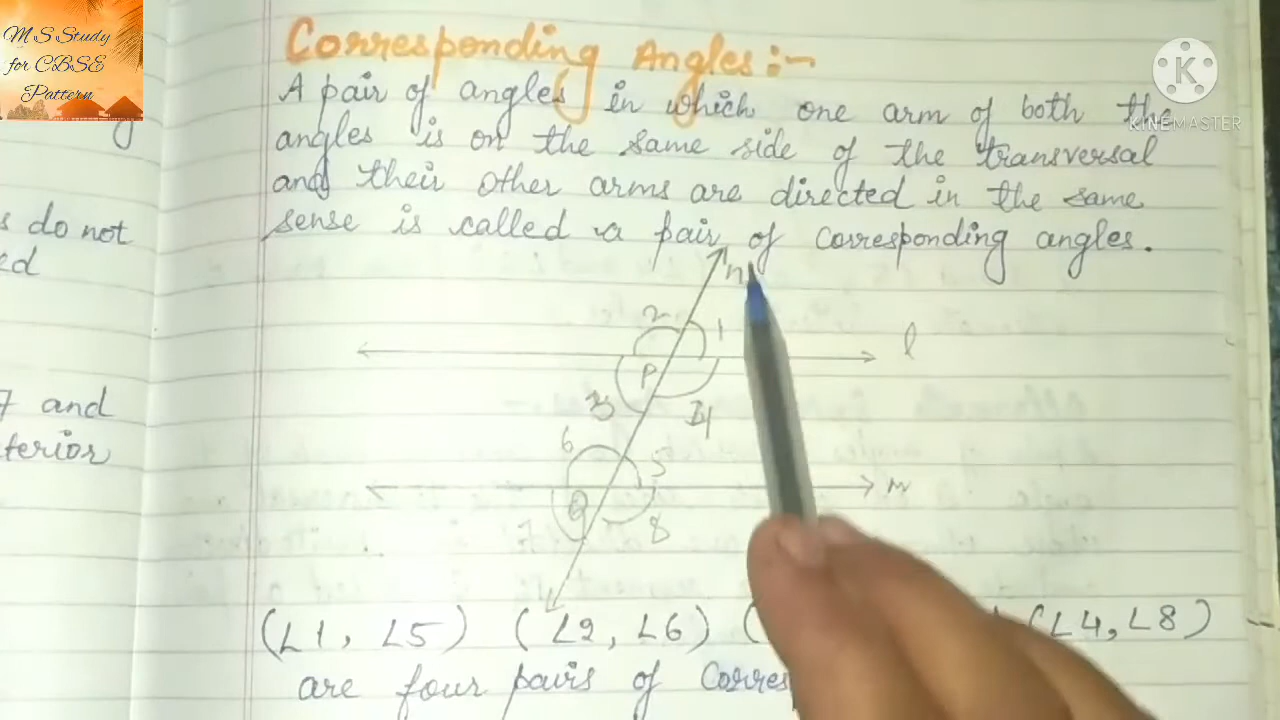 M S Study
for CBSE
Pattern
KINEMASTER
Corresponding Angles:-
A pair of angles in which one arm of both the
angles is on the same side of the transversal
and their other arms are directed in the same
sense is called a pair of corresponding angles.
s do not
ed
7 and
terior
n
2 1
l
P
3 4
6 5
m
Q
7 8
(∠1, ∠5) (∠2, ∠6) ( (∠4, ∠8)
are four pairs of Corres